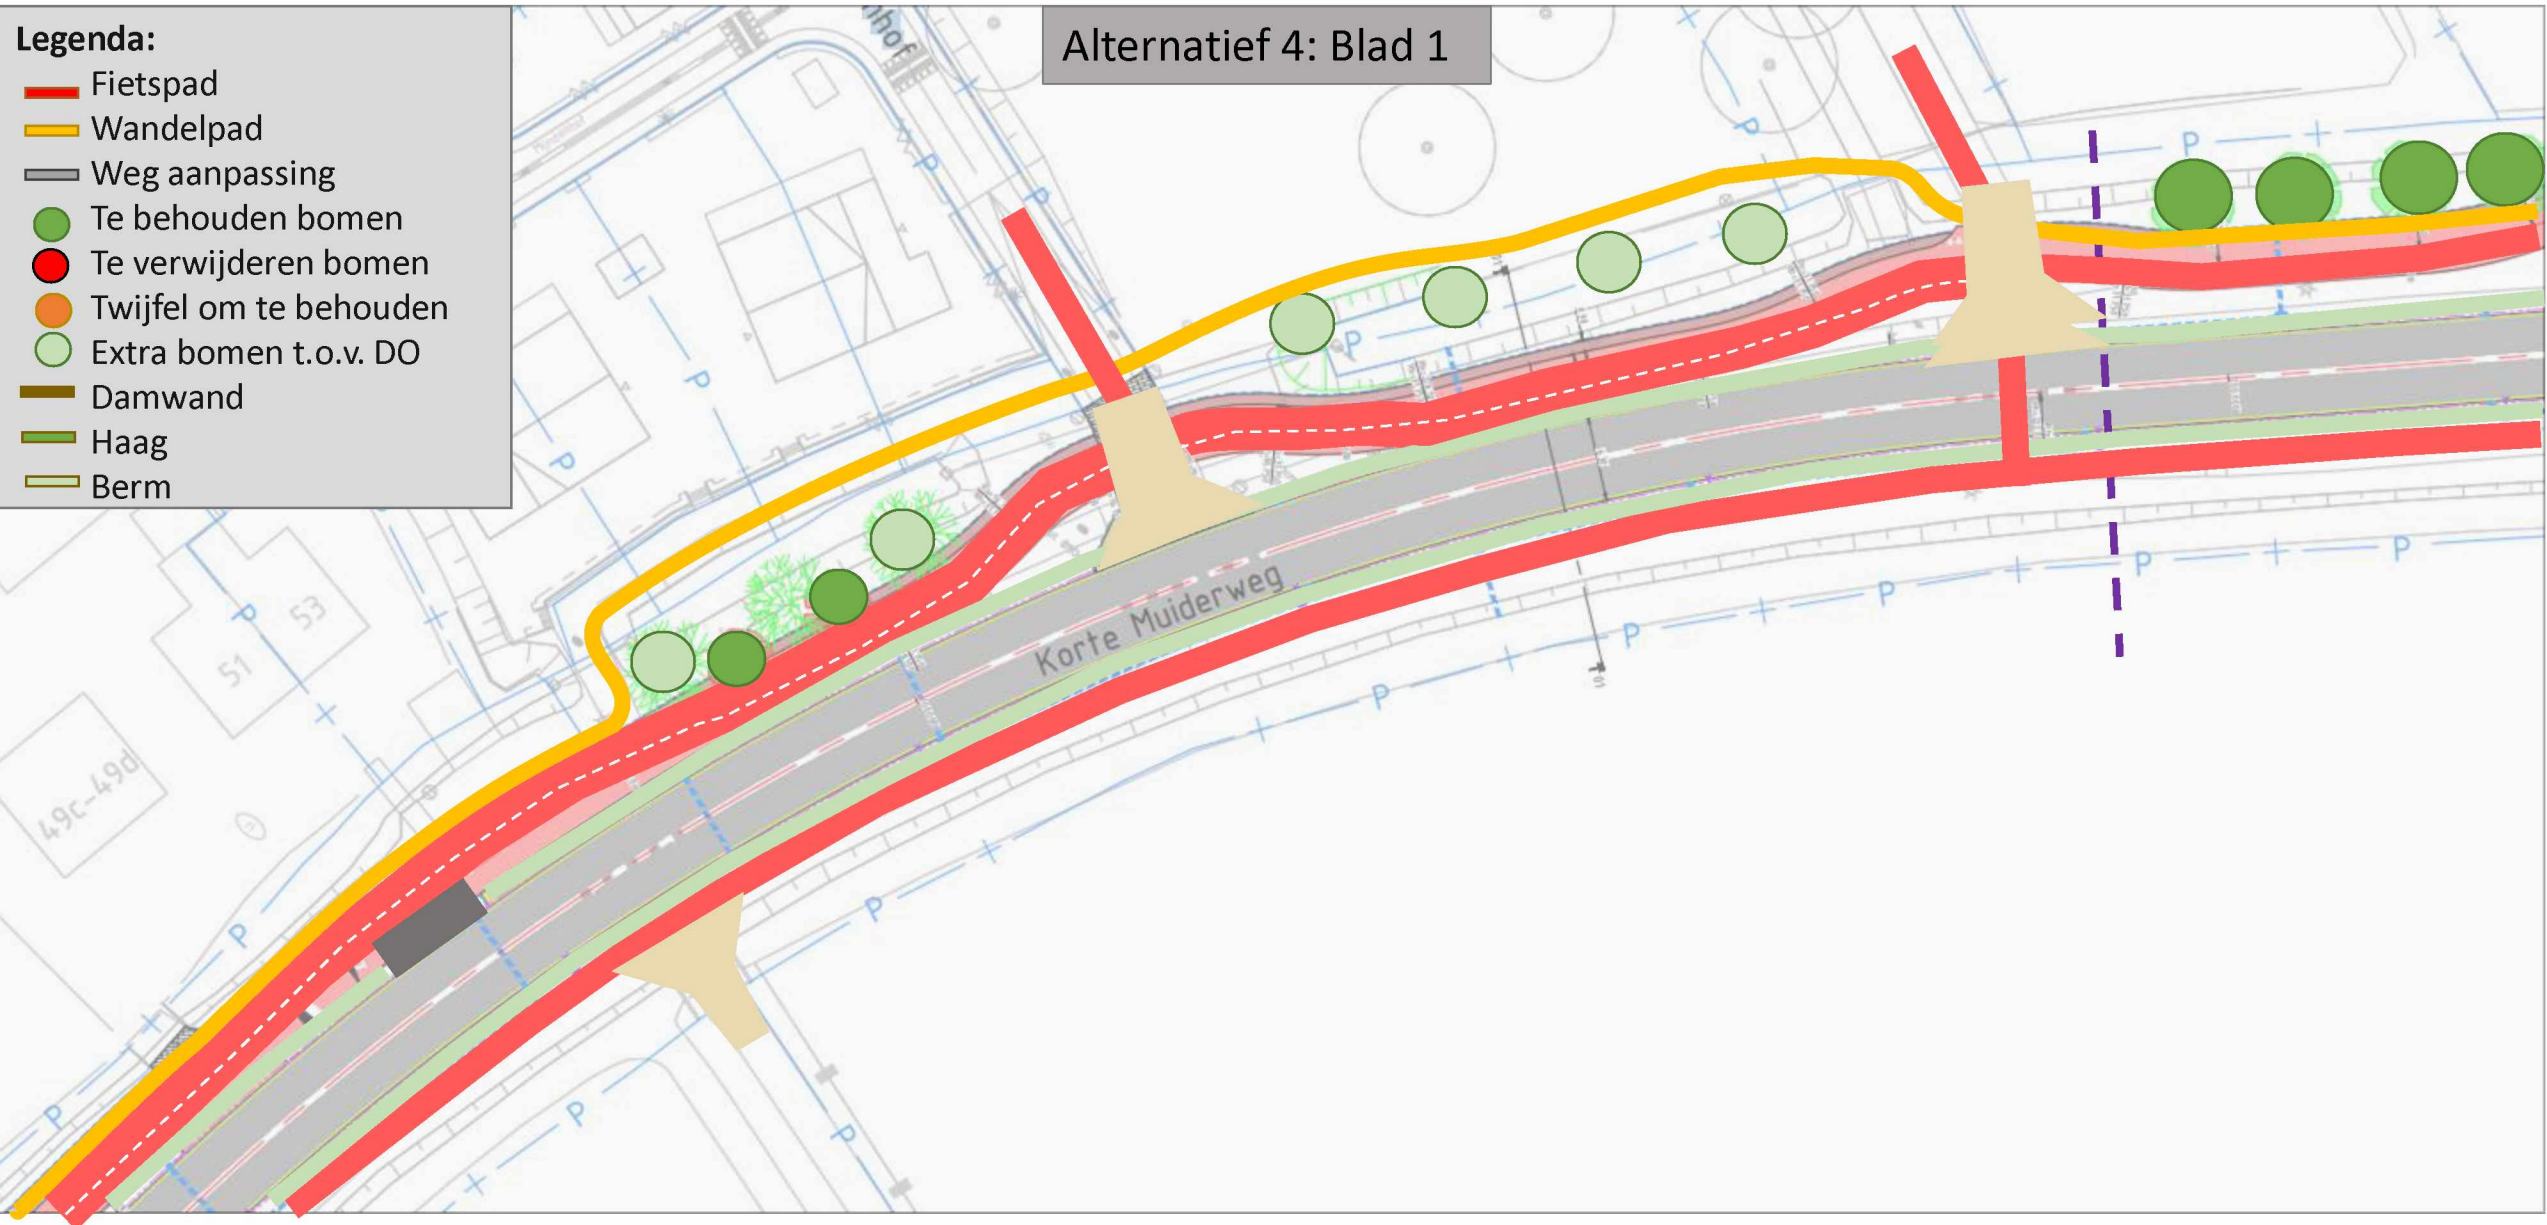 Legenda:
Fietspad
Wandelpad
Weg aanpassing
Te behouden bomen
Te verwijderen bomen
Twijfel om te behouden
Extra bomen t.o.v. DO
Damwand
Haag
Berm
Alternatief 4: Blad 1
hof
P
P
P
P
P
P
P
P
P
53
51
49c-49d
Korte Muiderweg
P
P
P
P
P
P
P
P
P
P